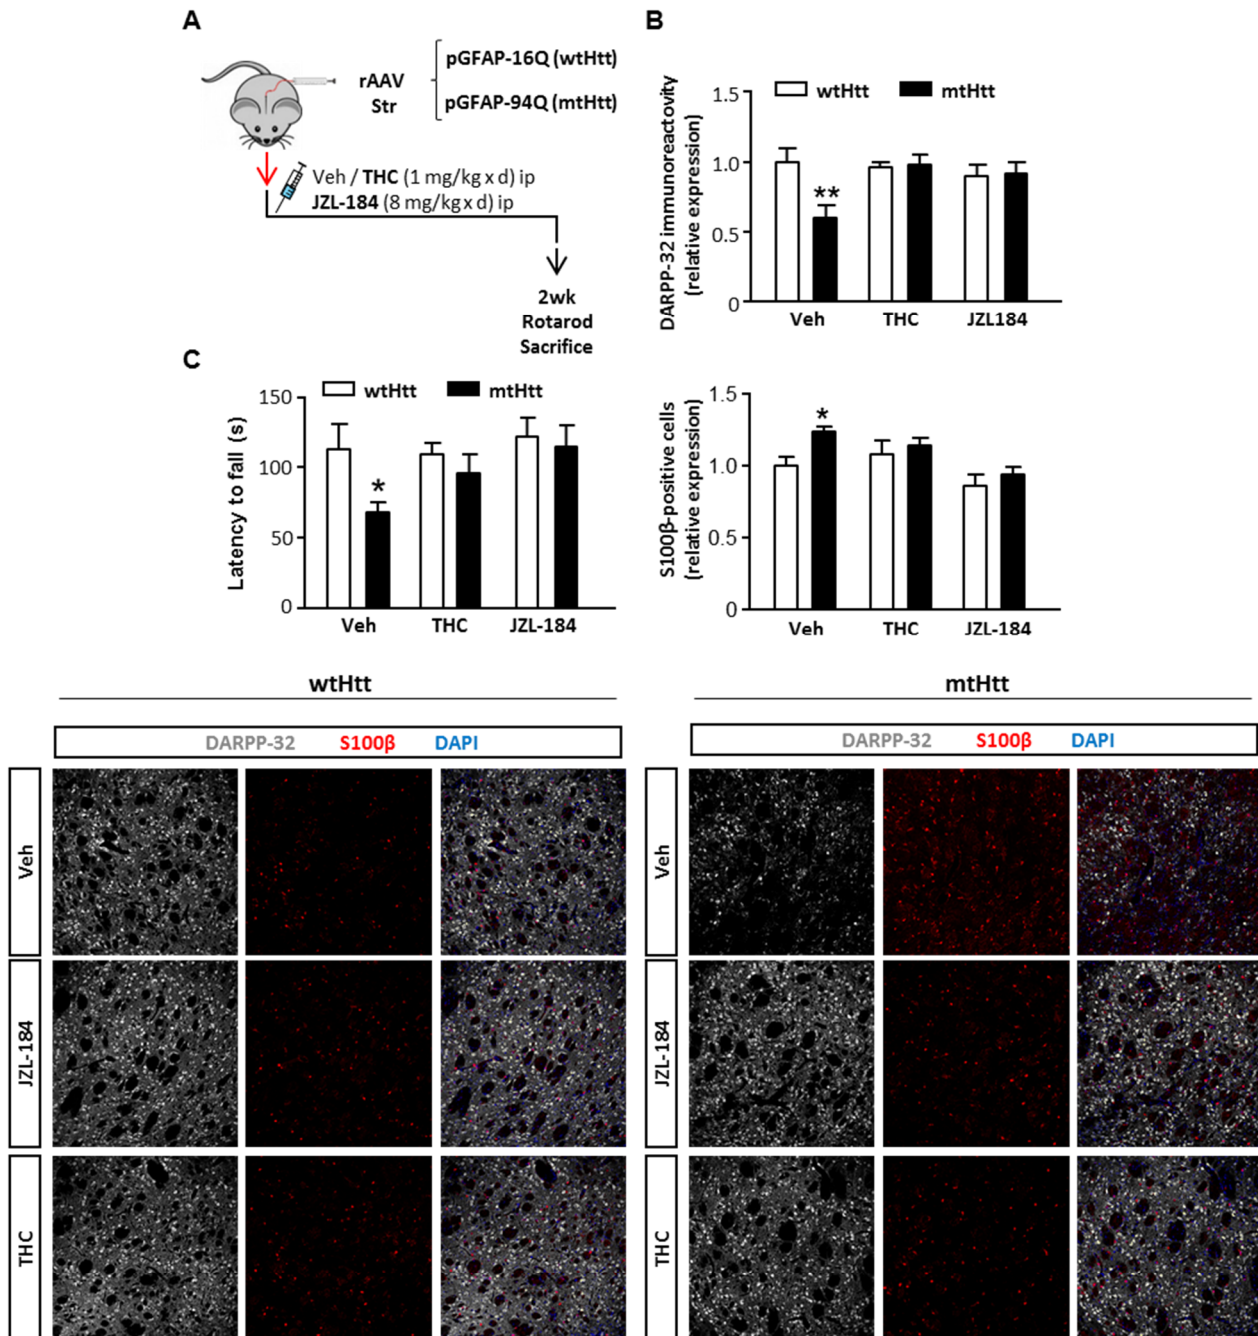 A
rAAV
Str
pGFAP-16Q (wtHtt)
pGFAP-94Q (mtHtt)
Veh / THC (1 mg/kg x d) ip
JZL-184 (8 mg/kg x d) ip
2wk
Rotarod
Sacrifice
B
wtHtt mtHtt
DARPP-32 immunoreactovity
(relative expression)
1.5
1.0
0.5
0
**
Veh THC JZL184
C
wtHtt mtHtt
Latency to fall (s)
150
100
50
0
*
Veh THC JZL-184
S100β-positive cells
(relative expression)
1.5
1.0
0.5
0
*
Veh THC JZL-184
wtHtt
DARPP-32 S100β DAPI
Veh
JZL-184
THC
mtHtt
DARPP-32 S100β DAPI
Veh
JZL-184
THC